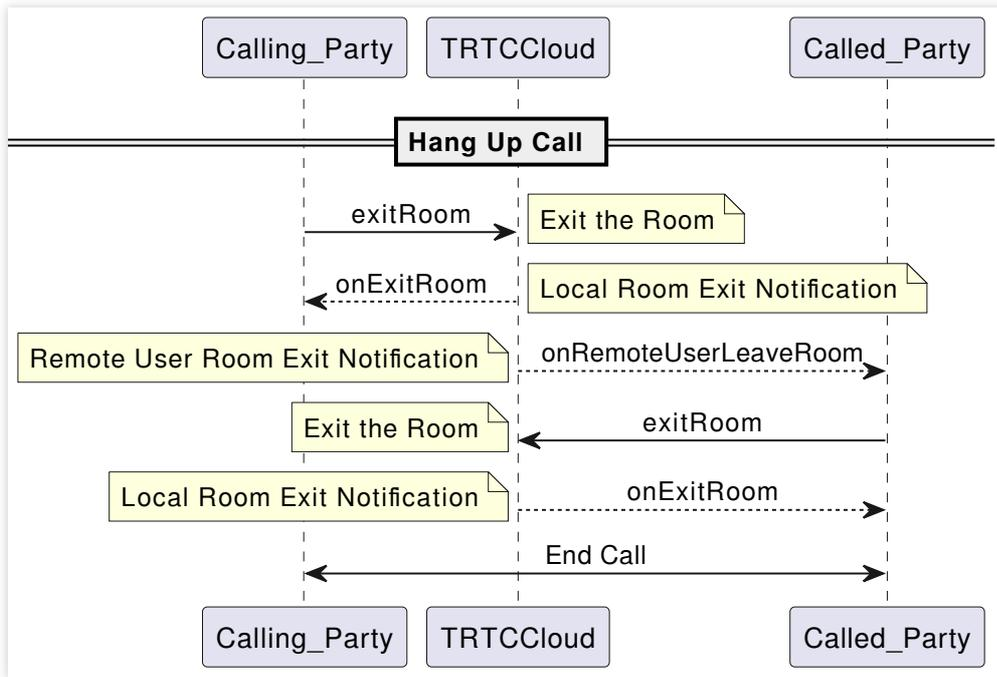 Calling_Party TRTCCloud Called_Party
Hang Up Call
exitRoom Exit the Room
onExitRoom Local Room Exit Notification
Remote User Room Exit Notification onRemoteUserLeaveRoom
Exit the Room exitRoom
Local Room Exit Notification onExitRoom
End Call
Calling_Party TRTCCloud Called_Party